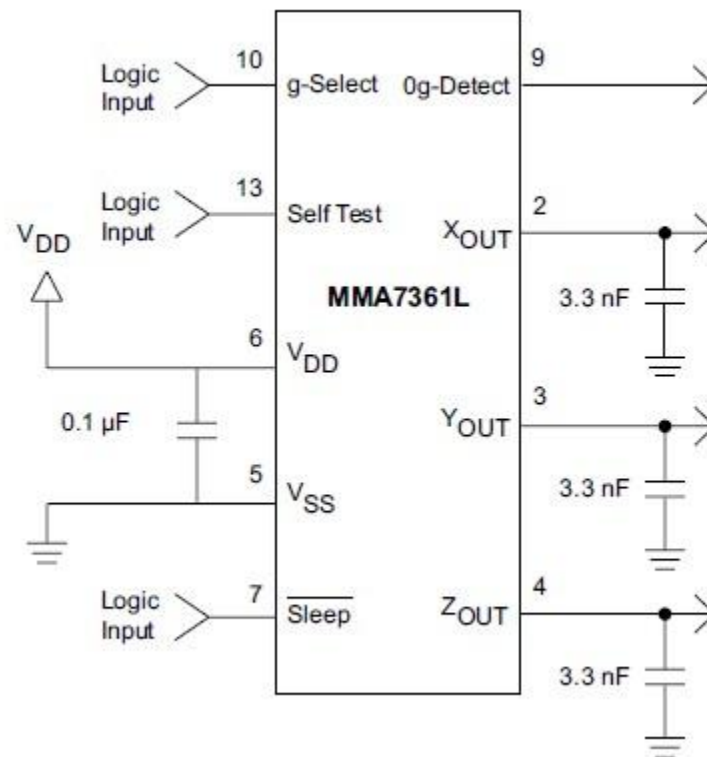 Logic
Input
10
g-Select
0g-Detect
9
Logic
Input
13
Self Test
XOUT
2
VDD
MMA7361L
3.3 nF
6
VDD
0.1 µF
YOUT
3
5
VSS
3.3 nF
Logic
Input
7
Sleep
ZOUT
4
3.3 nF